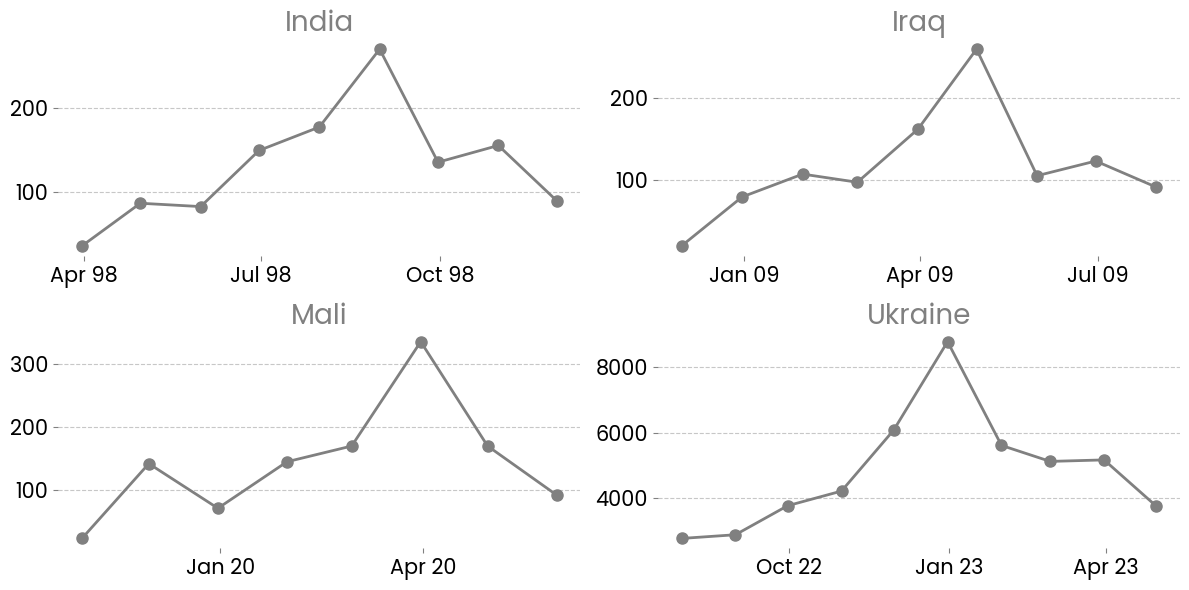 India
200
100
Apr 98 Jul 98 Oct 98
Iraq
200
100
Jan 09 Apr 09 Jul 09
Mali
300
200
100
Jan 20 Apr 20
Ukraine
8000
6000
4000
Oct 22 Jan 23 Apr 23